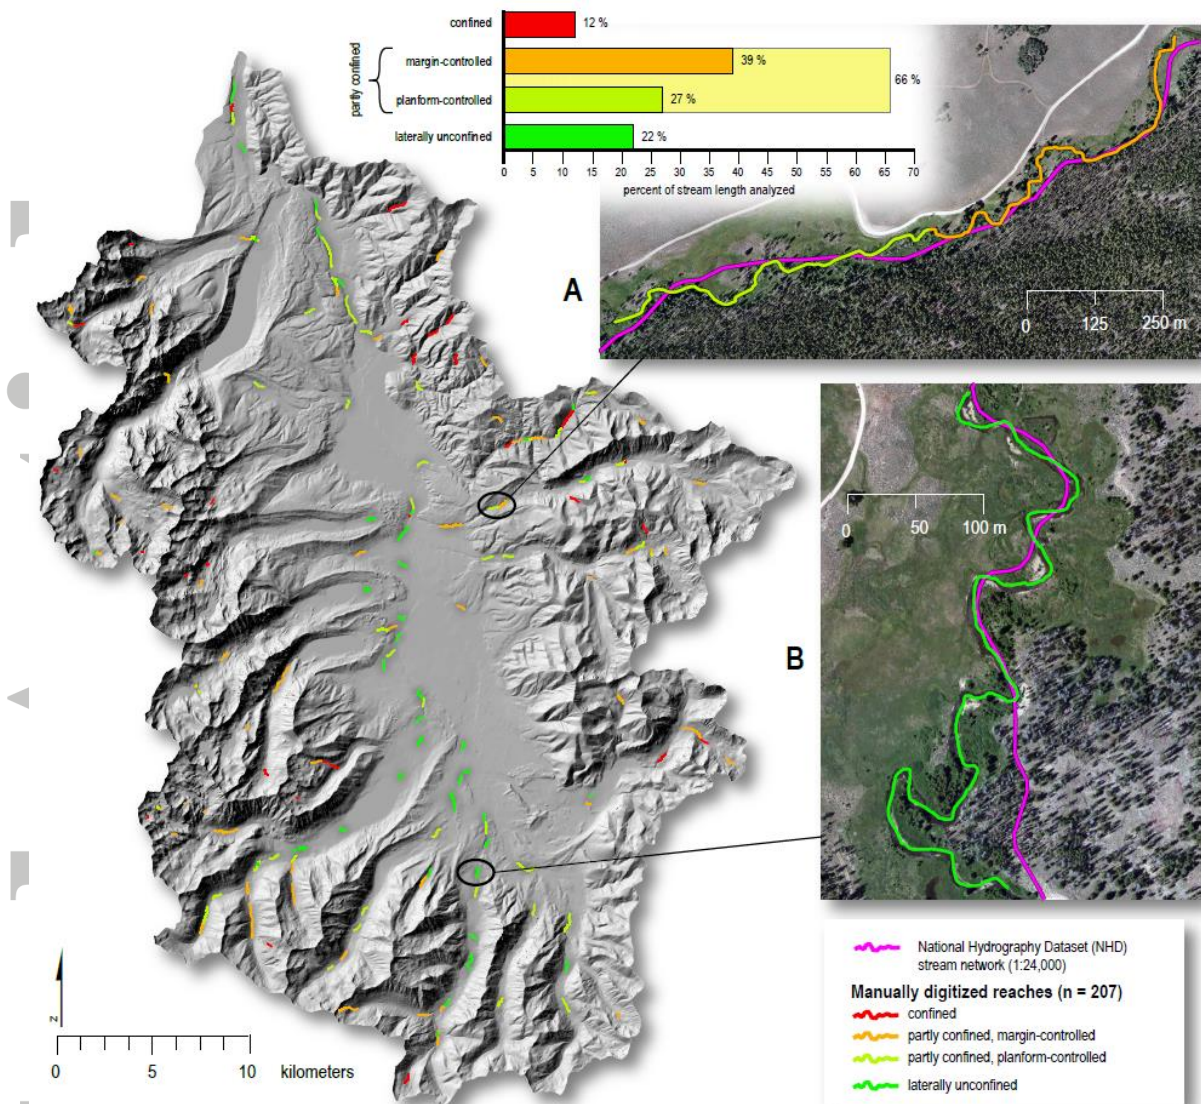 confined
12 %
partly confined
margin-controlled
39 %
66 %
planform-controlled
27 %
laterally unconfined
22 %
0 5 10 15 20 25 30 35 40 45 50 55 60 65 70
percent of stream length analyzed
A
0 125 250 m
0 50 100 m
B
National Hydrography Dataset (NHD)
stream network (1:24,000)
Manually digitized reaches (n = 207)
confined
partly confined, margin-controlled
partly confined, planform-controlled
laterally unconfined
N
0 5 10 kilometers